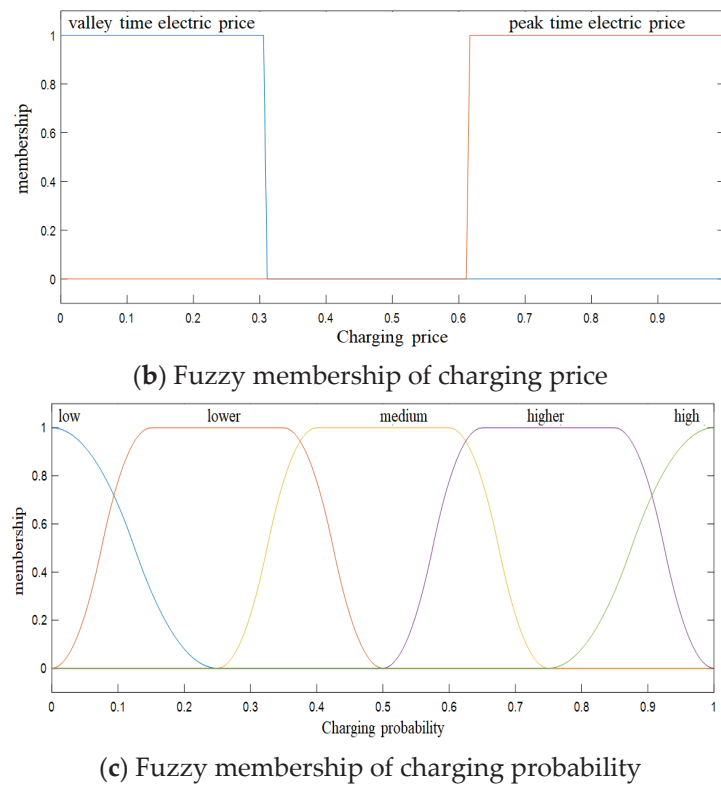 valley time electric price peak time electric price
1
0.8
0.6
0.4
0.2
0
membership
0 0.1 0.2 0.3 0.4 0.5 0.6 0.7 0.8 0.9
Charging price
(b) Fuzzy membership of charging price
low lower medium higher high
1
0.8
0.6
0.4
0.2
0
membership
0 0.1 0.2 0.3 0.4 0.5 0.6 0.7 0.8 0.9 1
Charging probability
(c) Fuzzy membership of charging probability